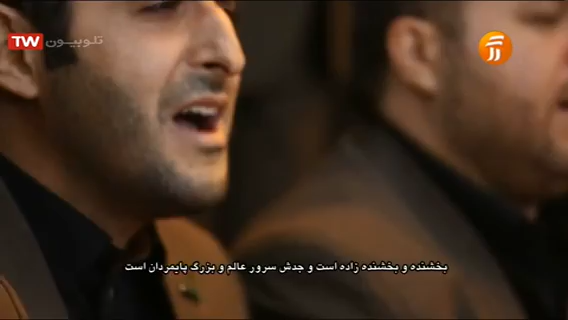 TW تلوبیون
بخشنده و بخشنده زاده است و جدش سرور عالم و بزرگ پایمردان است